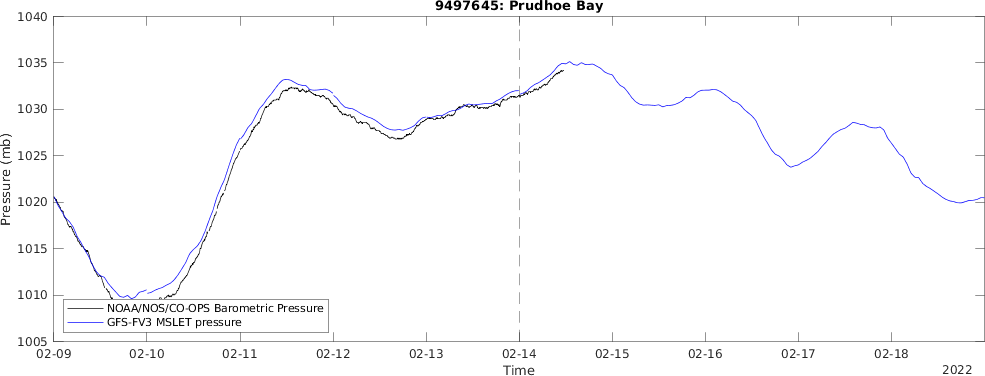 9497645: Prudhoe Bay
1040
1035
1030
1025
1020
1015
1010
1005
Pressure (mb)
NOAA/NOS/CO-OPS Barometric Pressure
GFS-FV3 MSLET pressure
02-09 02-10 02-11 02-12 02-13 02-14 02-15 02-16 02-17 02-18
Time
2022